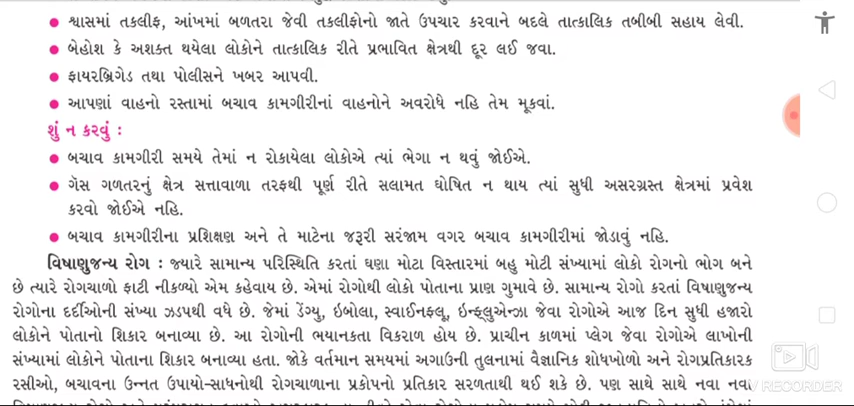 ● શ્વાસમાં તકલીફ, આંખમાં બળતરા જેવી તકલીફોનો જાતે ઉપચાર કરવાને બદલે તાત્કાલિક તબીબી સહાય લેવી.
● બેહોશ કે અશક્ત થયેલા લોકોને તાત્કાલિક રીતે પ્રભાવિત ક્ષેત્રથી દૂર લઈ જવા.
● ફાયરબ્રિગેડ તથા પોલીસને ખબર આપવી.
● આપણાં વાહનો રસ્તામાં બચાવ કામગીરીનાં વાહનોને અવરોધે નહિ તેમ મૂકવાં.
શું ન કરવું :
● બચાવ કામગીરી સમયે તેમાં ન રોકાયેલા લોકોએ ત્યાં ભેગા ન થવું જોઈએ.
● ગૅસ ગળતરનું ક્ષેત્ર સત્તાવાળા તરફથી પૂર્ણ રીતે સલામત ઘોષિત ન થાય ત્યાં સુધી અસરગ્રસ્ત ક્ષેત્રમાં પ્રવેશ
કરવો જોઈએ નહિ.
● બચાવ કામગીરીના પ્રશિક્ષણ અને તે માટેના જરૂરી સરંજામ વગર બચાવ કામગીરીમાં જોડાવું નહિ.
વિષાણુજન્ય રોગ : જ્યારે સામાન્ય પરિસ્થિતિ કરતાં ઘણા મોટા વિસ્તારમાં બહુ મોટી સંખ્યામાં લોકો રોગનો ભોગ બને
છે ત્યારે રોગચાળો ફાટી નીકળ્યો એમ કહેવાય છે. એમાં રોગોથી લોકો પોતાના પ્રાણ ગુમાવે છે. સામાન્ય રોગો કરતાં વિષાણુજન્ય
રોગોના દર્દીઓની સંખ્યા ઝડપથી વધે છે. જેમાં ડેંગ્યુ, ઇબોલા, સ્વાઈનફ્લૂ, ઇન્ફ્લુએન્ઝા જેવા રોગોએ આજ દિન સુધી હજારો
લોકોને પોતાનો શિકાર બનાવ્યા છે. આ રોગોની ભયાનકતા વિકરાળ હોય છે. પ્રાચીન કાળમાં પ્લેગ જેવા રોગોએ લાખોની
સંખ્યામાં લોકોને પોતાના શિકાર બનાવ્યા હતા. જોકે વર્તમાન સમયમાં અગાઉની તુલનામાં વૈજ્ઞાનિક શોધખોળો અને રોગપ્રતિકારક
રસીઓ, બચાવના ઉન્નત ઉપાયો-સાધનોથી રોગચાળાના પ્રકોપનો પ્રતિકાર સરળતાથી થઈ શકે છે. પણ સાથે સાથે નવા નવા
V RECORDER